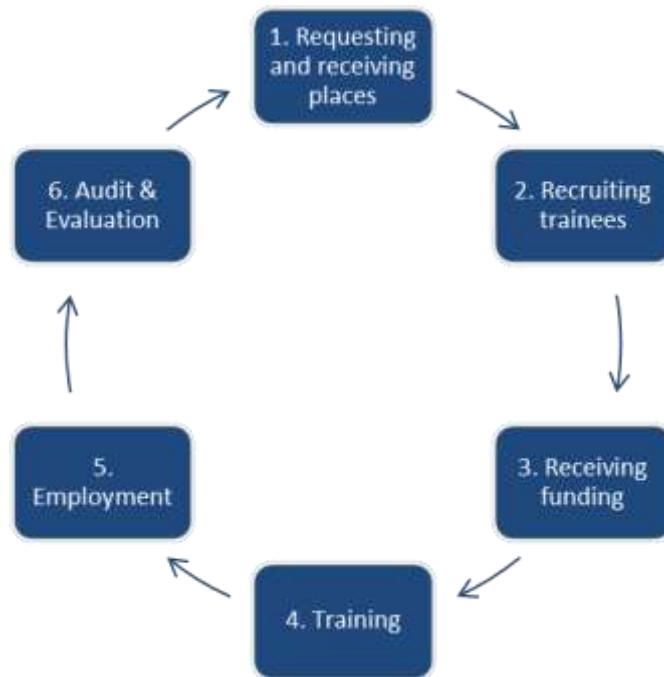 1. Requesting
and receiving
places
2. Recruiting
trainees
3. Receiving
funding
4. Training
5.
Employment
6. Audit &
Evaluation